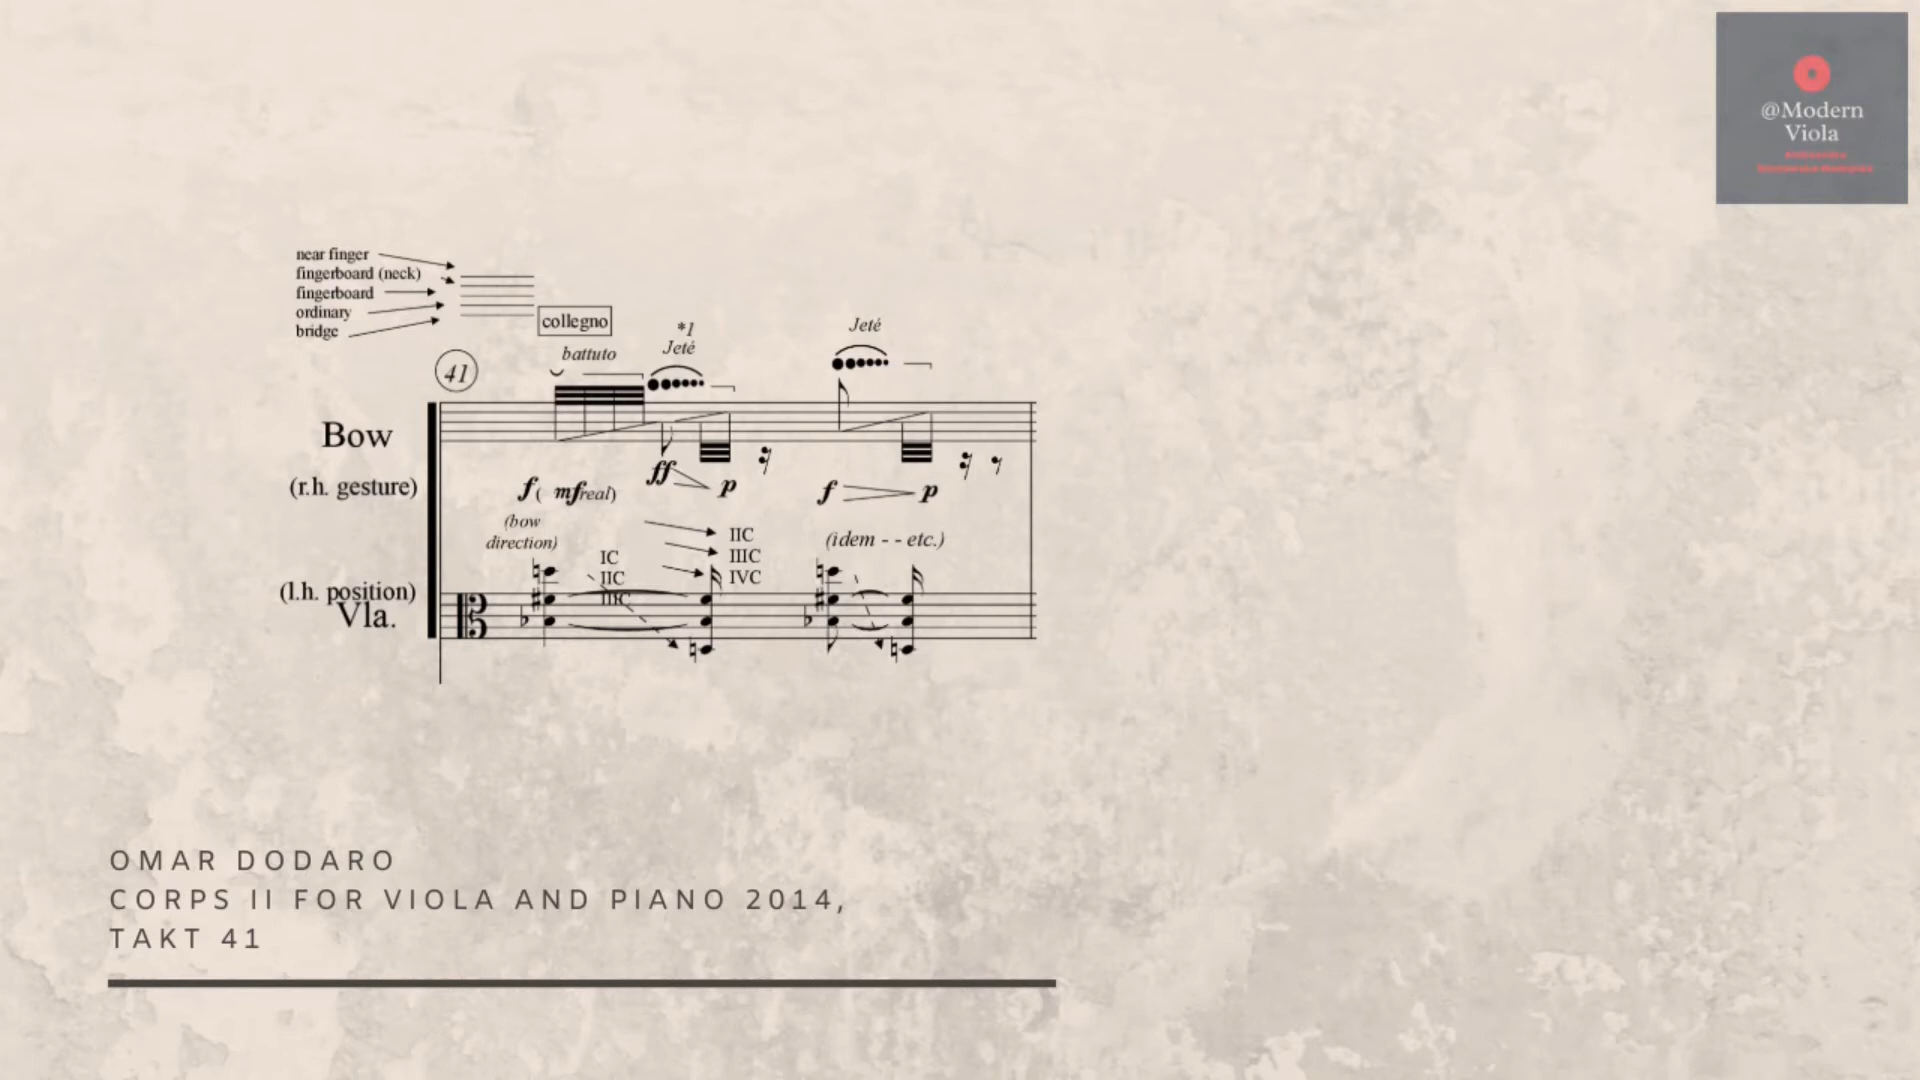 @Modern
Viola
near finger
fingerboard (neck)
fingerboard
ordinary
bridge
collegno
*1
Jeté
Jeté
battuto
41
Bow
(r.h. gesture)
f( mf real)
ff p
f p
(bow
direction)
(idem - - etc.)
IC
IIC
IIIC
IIC
IIIC
IVC
(l.h. position)
Vla.
OMAR DODARO
CORPS II FOR VIOLA AND PIANO 2014,
TAKT 41